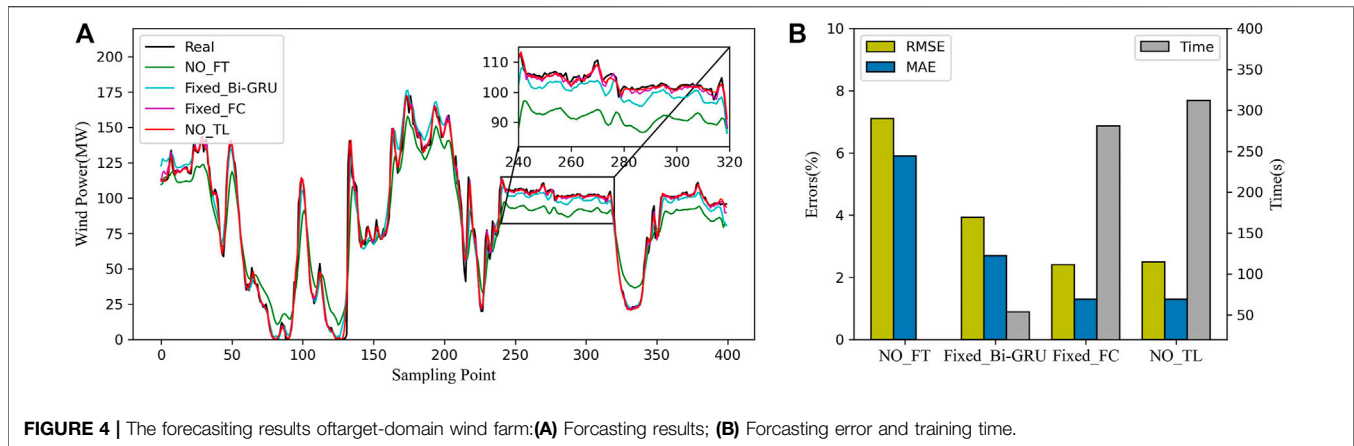 A
Wind Power(MW)
200
175
150
125
100
75
50
25
0
Real
NO_FT
Fixed_Bi-GRU
Fixed_FC
NO_TL
110
100
90
240
260
280
300
320
0
50
100
150
200
250
300
350
400
Sampling Point
B
Errors(%)
10
8
6
4
2
0
RMSE
MAE
Time
400
350
300
250
200
150
100
50
Time(s)
NO_FT
Fixed_Bi-GRU
Fixed_FC
NO_TL
FIGURE 4 | The forecasiting results oftarget-domain wind farm:(A) Forcasting results; (B) Forcasting error and training time.